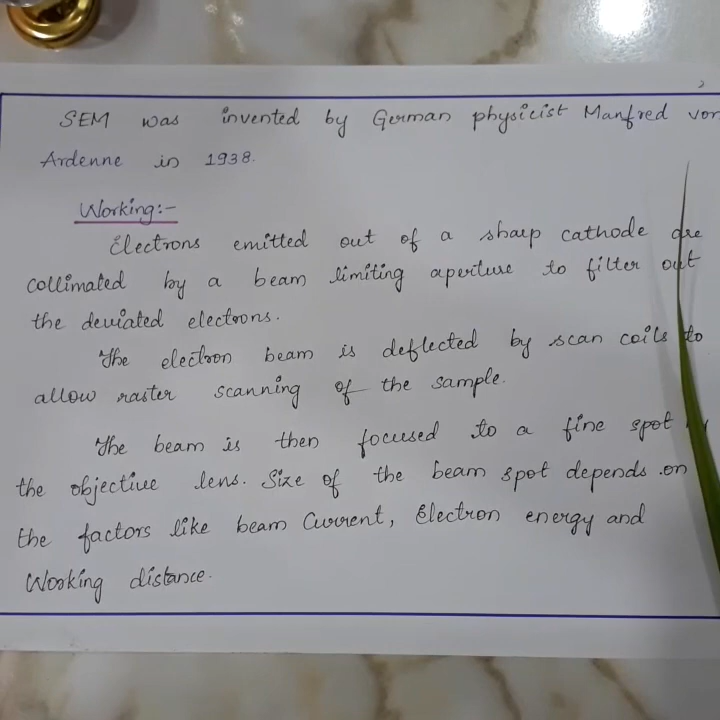 SEM was invented by German physicist Manfred von
Ardenne in 1938.
Working:-
Electrons emitted out of a sharp cathode are
collimated by a beam limiting aperture to filter out
the deviated electrons.
The electron beam is deflected by scan coils to
allow raster scanning of the sample.
The beam is then focused to a fine spot
the objective lens. Size of the beam spot depends on
the factors like beam Current, Electron energy and
Working distance.